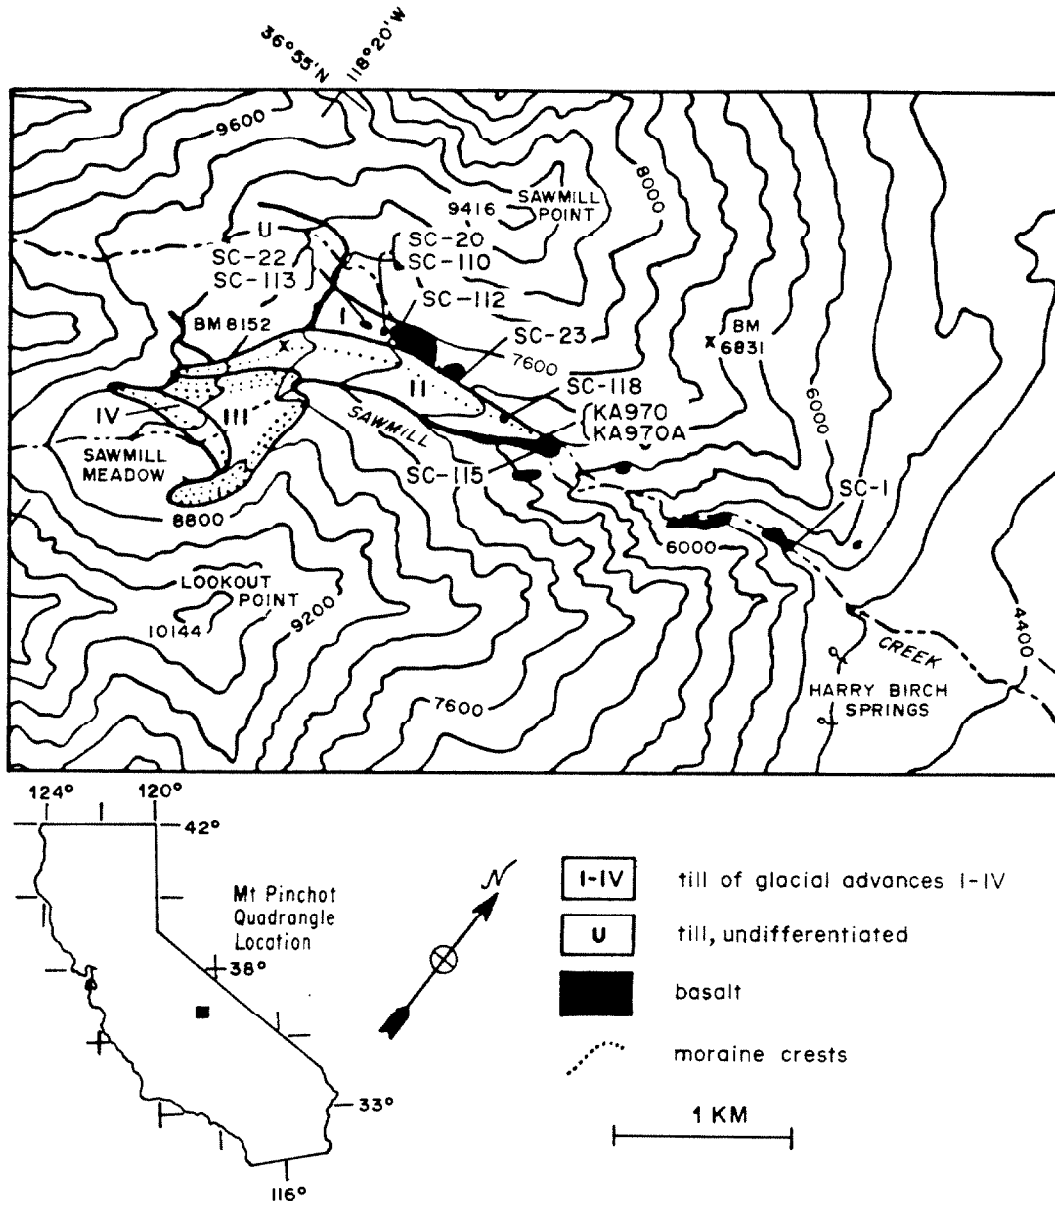 36°55'N
118°20'W
9600
8000
SAWMILL
POINT
9416
U
SC-20
SC-110
SC-22
SC-113
SC-112
I
BM 8152
x
SC-23
BM
x 6831
7600
II
SC-118
6000
KA970
KA970A
IV
III
SAWMILL
SAWMILL
MEADOW
SC-115
SC-1
8800
6000
LOOKOUT
POINT
10144
9200
4400
CREEK
HARRY BIRCH
SPRINGS
7600
124°
120°
42°
Mt Pinchot
Quadrangle
Location
38°
33°
116°
N
I-IV till of glacial advances I-IV
U till, undifferentiated
basalt
moraine crests
1 KM